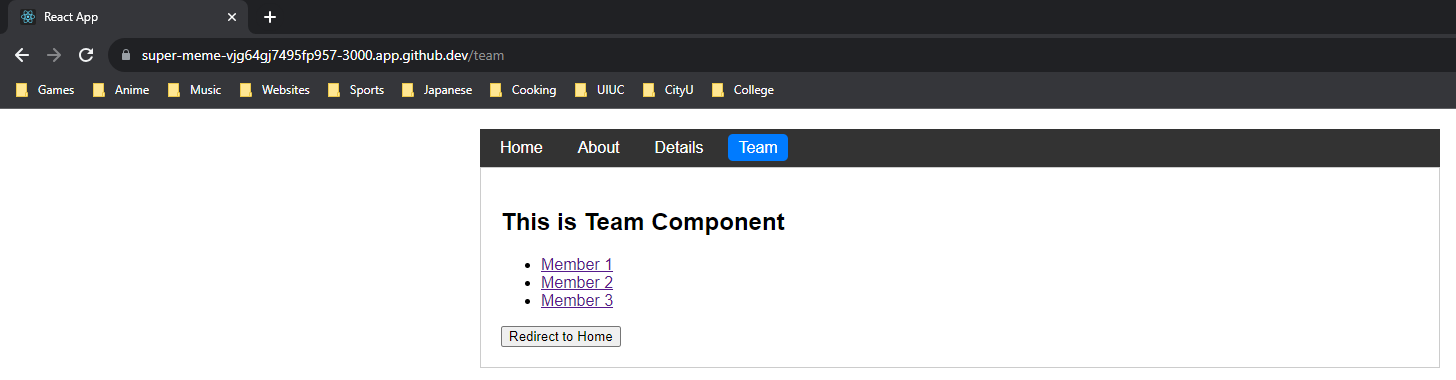 React App
super-meme-vjg64gj7495fp957-3000.app.github.dev/team
Games Anime Music Websites Sports Japanese Cooking UIUC CityU College
Home About Details Team
This is Team Component
Member 1
Member 2
Member 3
Redirect to Home